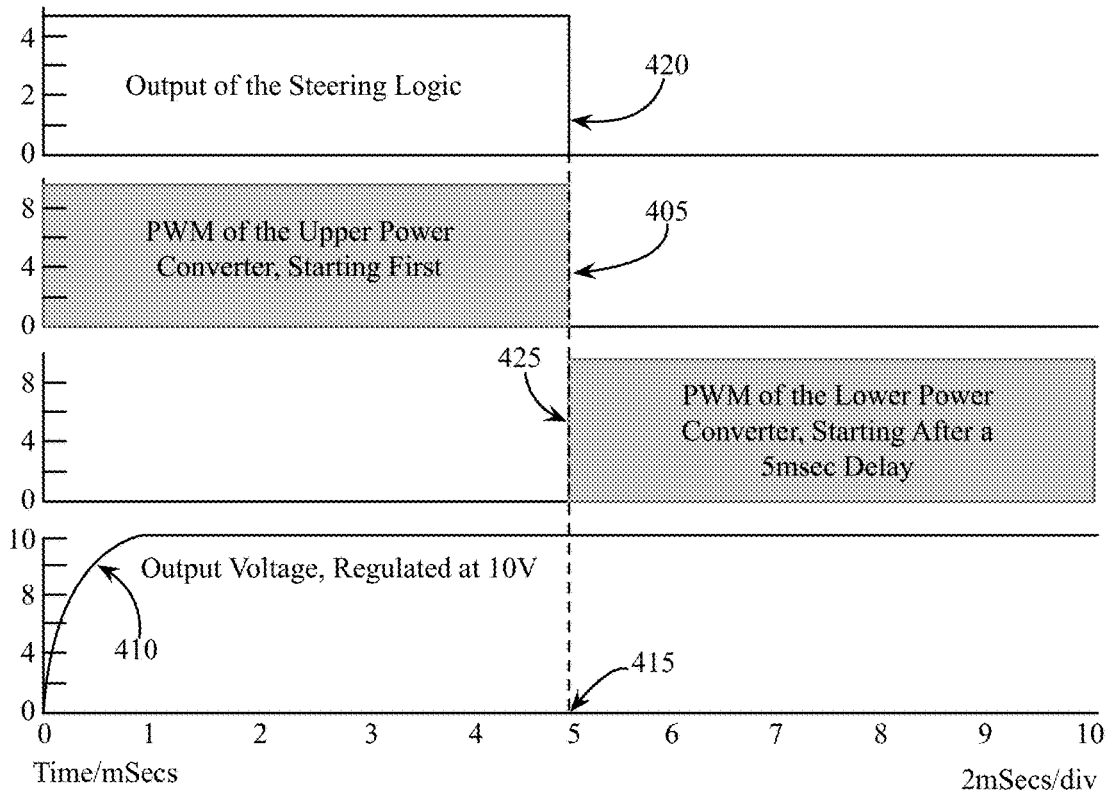 4
2
0
Output of the Steering Logic
420
8
4
0
PWM of the Upper Power
Converter, Starting First
405
8
4
0
425
PWM of the Lower Power
Converter, Starting After a
5msec Delay
10
8
4
0
Output Voltage, Regulated at 10V
410
415
0 1 2 3 4 5 6 7 8 9 10
Time/mSecs
2mSecs/div